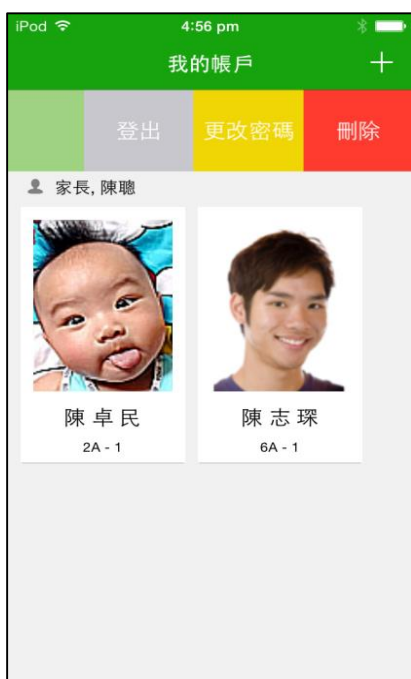 iPod 4:56 pm
我的帳戶
登出 更改密碼 刪除
家長, 陳聰
陳卓民 陳志琛
2A - 1 6A - 1